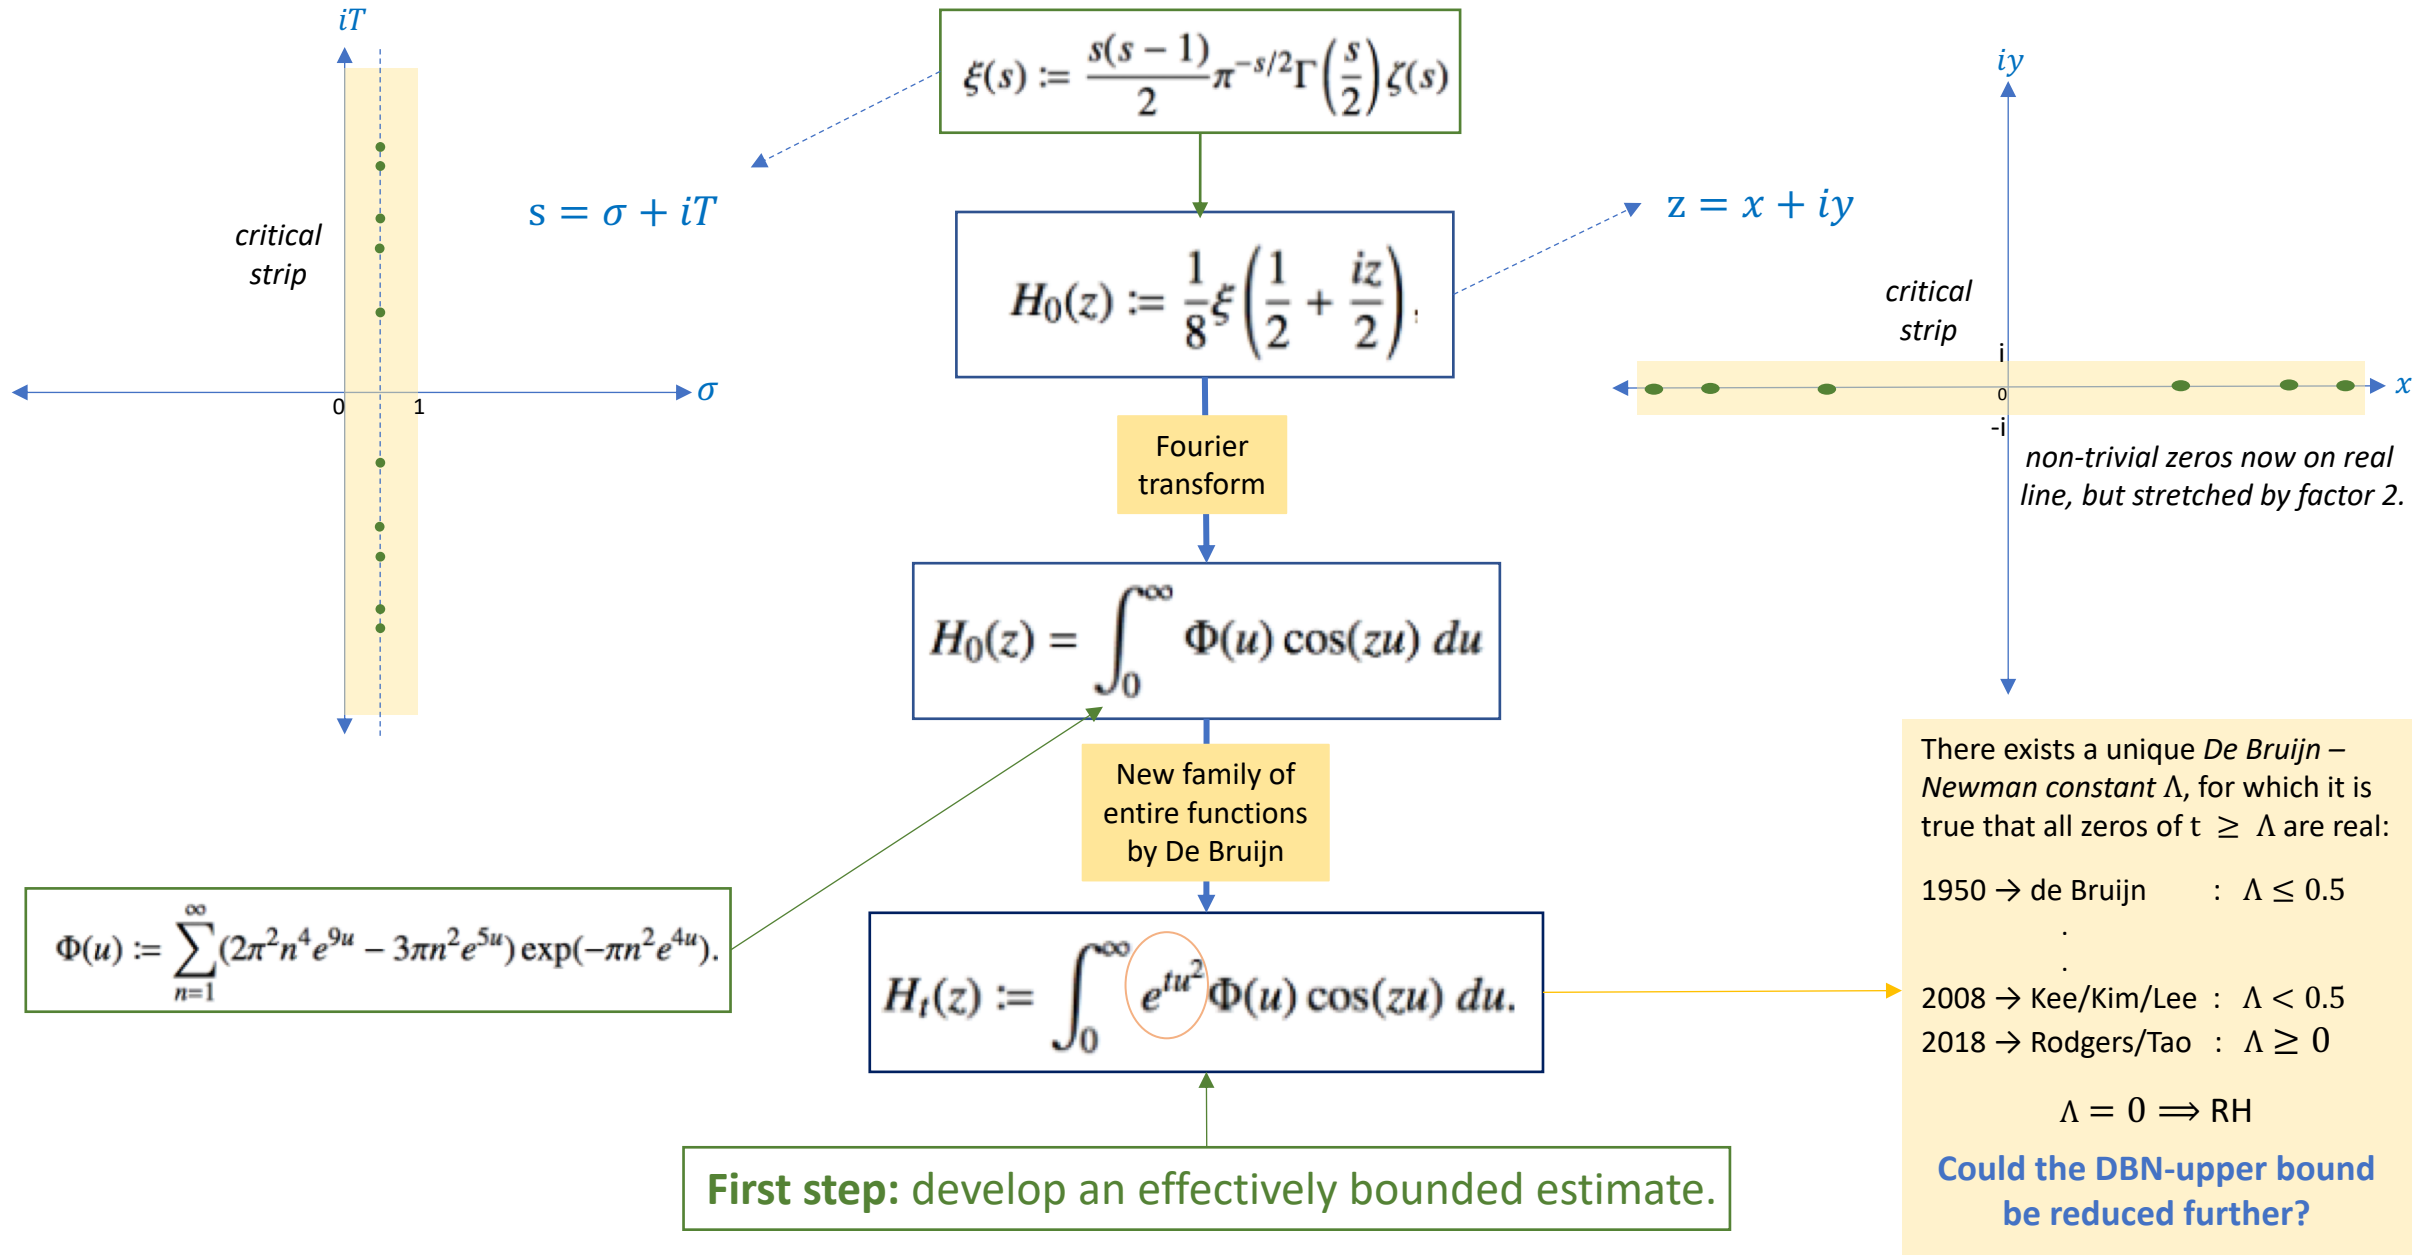 iT
critical
strip
0
1
σ
s = σ + iT
ξ(s) := s(s − 1)/2 π^{−s/2} Γ(s/2) ζ(s)
H₀(z) := 1/8 ξ(1/2 + iz/2),
z = x + iy
iy
critical
strip
i
0
-i
x
non-trivial zeros now on real
line, but stretched by factor 2.
Fourier
transform
H₀(z) = ∫₀^∞ Φ(u) cos(zu) du
New family of
entire functions
by De Bruijn
Φ(u) := ∑_{n=1}^∞ (2π²n⁴e^{9u} − 3πn²e^{5u}) exp(−πn²e^{4u}).
H_t(z) := ∫₀^∞ e^{tu²} Φ(u) cos(zu) du.
First step: develop an effectively bounded estimate.
There exists a unique De Bruijn –
Newman constant Λ, for which it is
true that all zeros of t ≥ Λ are real:
1950 → de Bruijn : Λ ≤ 0.5
.
.
2008 → Kee/Kim/Lee : Λ < 0.5
2018 → Rodgers/Tao : Λ ≥ 0
Λ = 0 ⟹ RH
Could the DBN-upper bound
be reduced further?